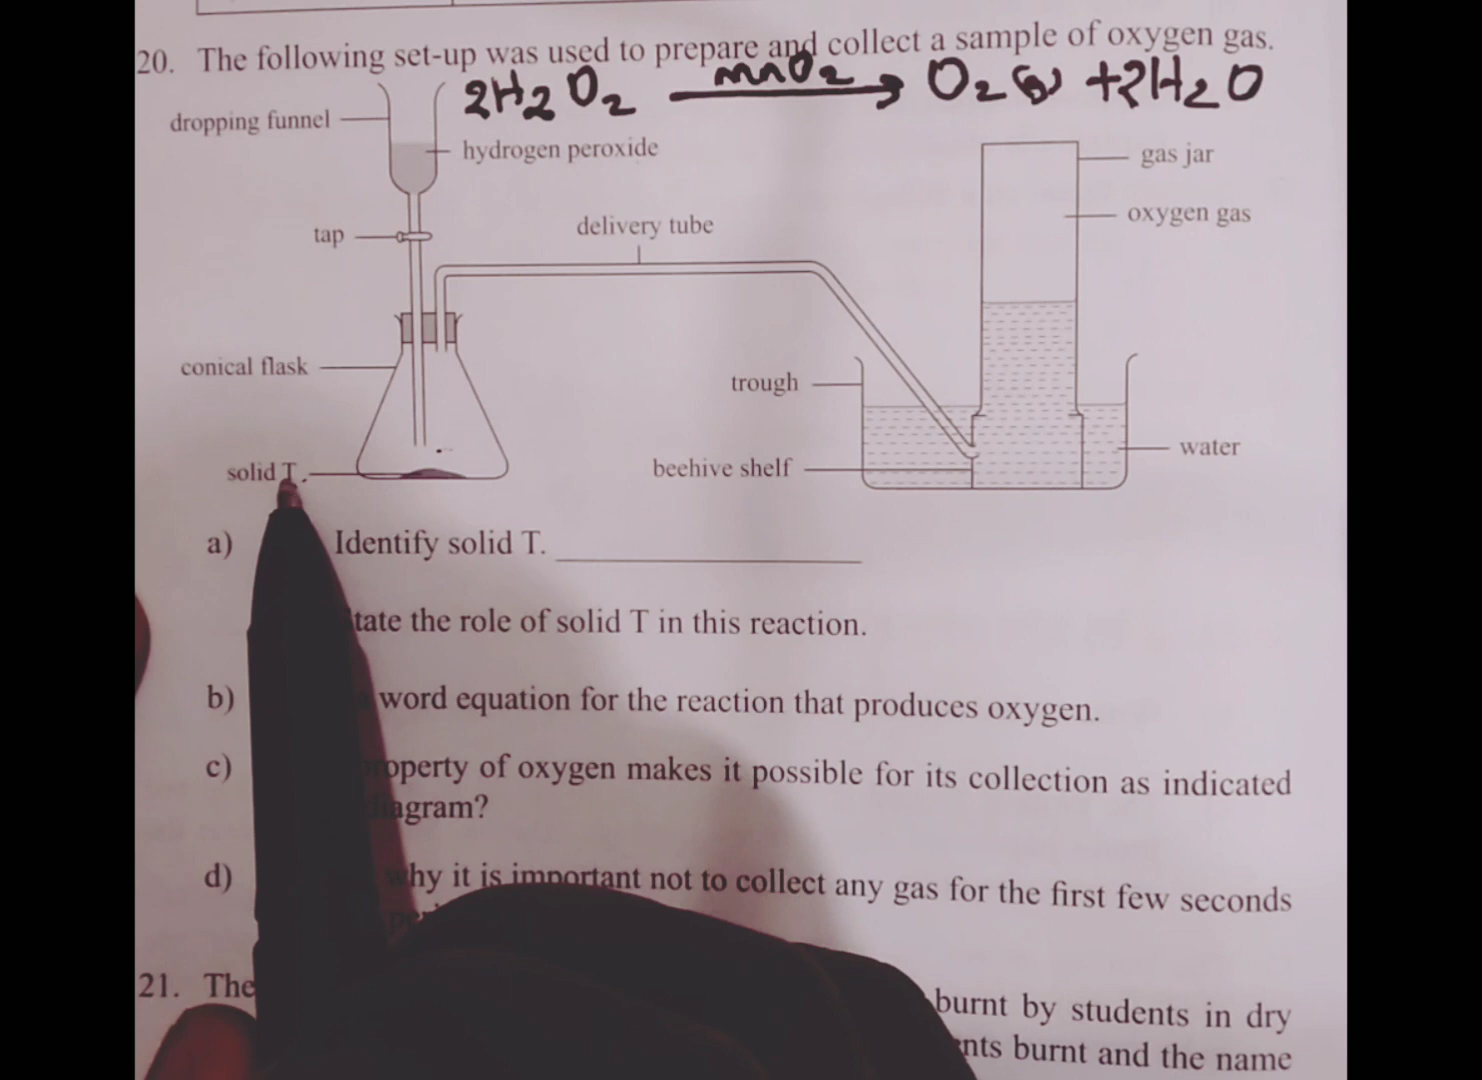 20. The following set-up was used to prepare and collect a sample of oxygen gas.
2H₂O₂ MnO₂ → O₂(g) + 2H₂O
dropping funnel
hydrogen peroxide
gas jar
oxygen gas
delivery tube
tap
conical flask
trough
water
beehive shelf
solid T
a) Identify solid T.
tate the role of solid T in this reaction.
b) word equation for the reaction that produces oxygen.
c) operty of oxygen makes it possible for its collection as indicated
agram?
d) why it is important not to collect any gas for the first few seconds
21. The burnt by students in dry
nts burnt and the name